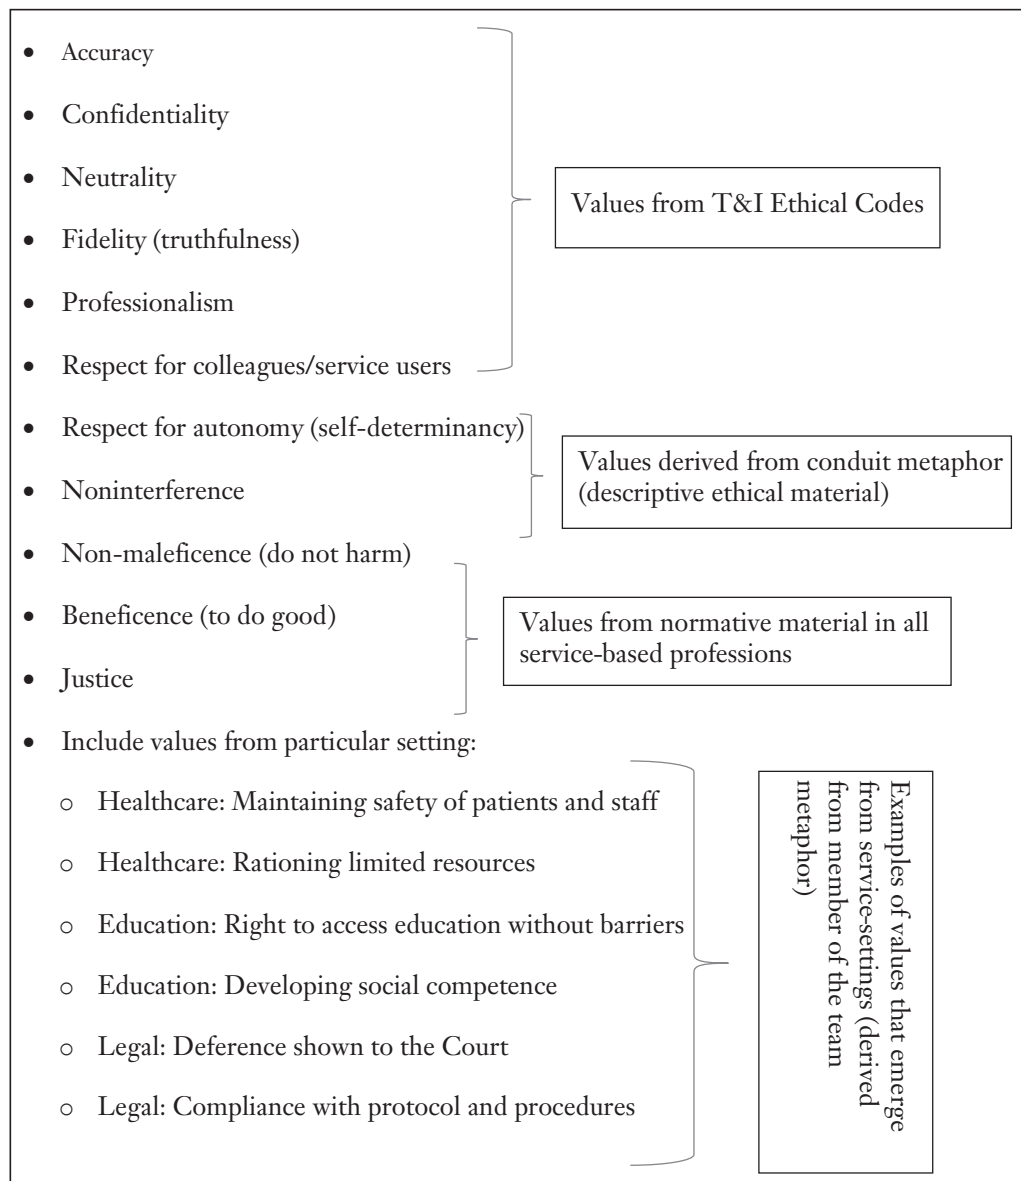 • Accuracy
• Confidentiality
• Neutrality
• Fidelity (truthfulness)
• Professionalism
• Respect for colleagues/service users
Values from T&I Ethical Codes
• Respect for autonomy (self-determinancy)
• Noninterference
Values derived from conduit metaphor
(descriptive ethical material)
• Non-maleficence (do not harm)
• Beneficence (to do good)
• Justice
Values from normative material in all
service-based professions
• Include values from particular setting:
o Healthcare: Maintaining safety of patients and staff
o Healthcare: Rationing limited resources
o Education: Right to access education without barriers
o Education: Developing social competence
o Legal: Deference shown to the Court
o Legal: Compliance with protocol and procedures
Examples of values that emerge
from service-settings (derived
from member of the team
metaphor)